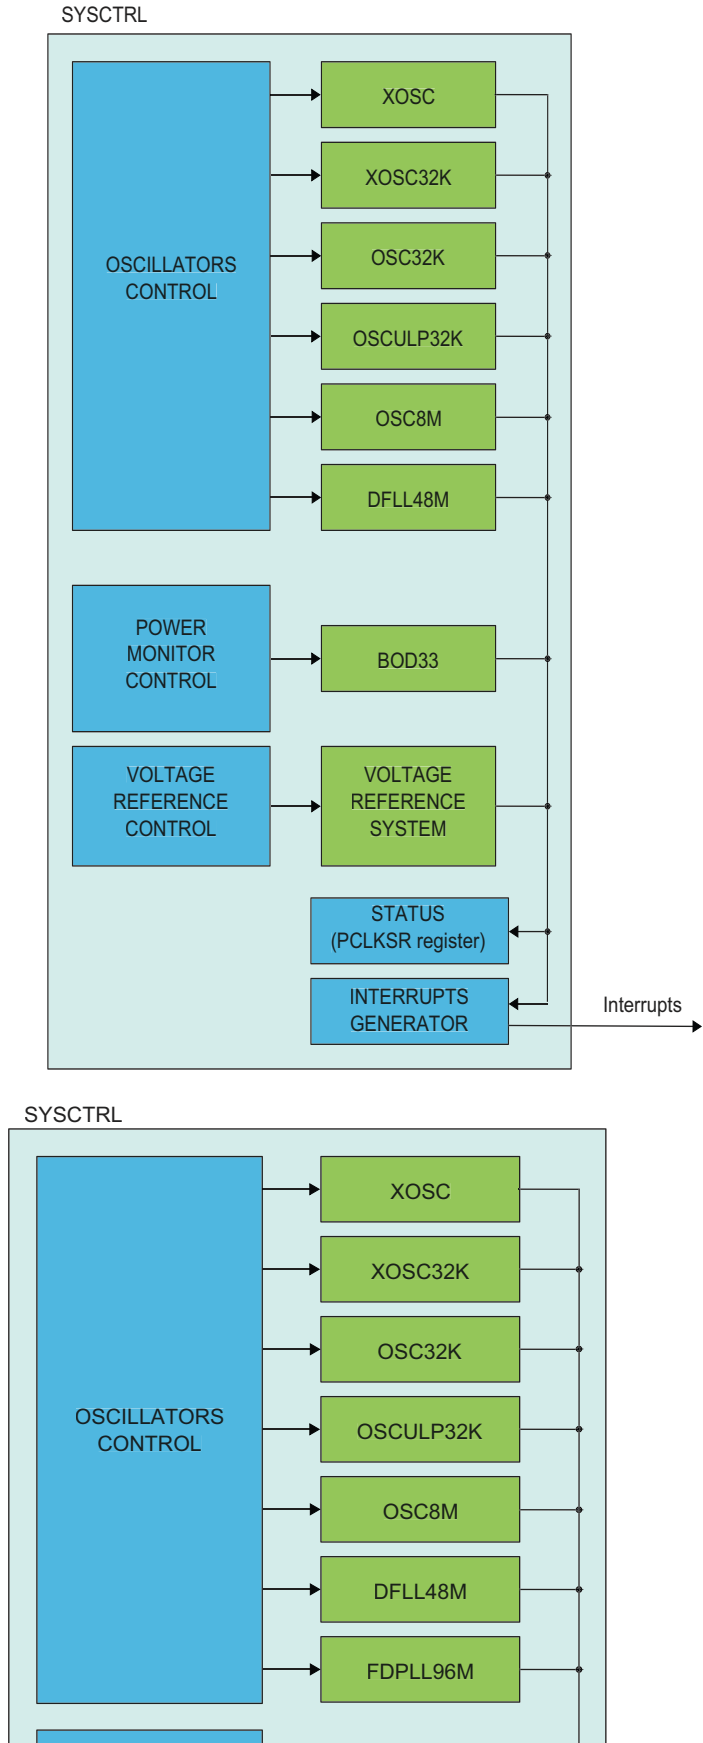 SYSCTRL
XOSC
XOSC32K
OSC32K
OSCILLATORS
CONTROL
OSCULP32K
OSC8M
DFLL48M
POWER
MONITOR
CONTROL
BOD33
VOLTAGE
REFERENCE
CONTROL
VOLTAGE
REFERENCE
SYSTEM
STATUS
(PCLKSR register)
INTERRUPTS
GENERATOR
Interrupts
SYSCTRL
XOSC
XOSC32K
OSC32K
OSCILLATORS
CONTROL
OSCULP32K
OSC8M
DFLL48M
FDPLL96M